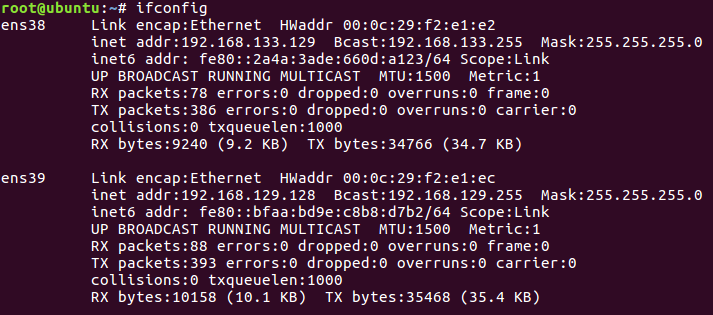 root@ubuntu:~# ifconfig
ens38     Link encap:Ethernet  HWaddr 00:0c:29:f2:e1:e2
          inet addr:192.168.133.129  Bcast:192.168.133.255  Mask:255.255.255.0
          inet6 addr: fe80::2a4a:3ade:660d:a123/64 Scope:Link
          UP BROADCAST RUNNING MULTICAST  MTU:1500  Metric:1
          RX packets:78 errors:0 dropped:0 overruns:0 frame:0
          TX packets:386 errors:0 dropped:0 overruns:0 carrier:0
          collisions:0 txqueuelen:1000
          RX bytes:9240 (9.2 KB)  TX bytes:34766 (34.7 KB)

ens39     Link encap:Ethernet  HWaddr 00:0c:29:f2:e1:ec
          inet addr:192.168.129.128  Bcast:192.168.129.255  Mask:255.255.255.0
          inet6 addr: fe80::bfaa:bd9e:c8b8:d7b2/64 Scope:Link
          UP BROADCAST RUNNING MULTICAST  MTU:1500  Metric:1
          RX packets:88 errors:0 dropped:0 overruns:0 frame:0
          TX packets:393 errors:0 dropped:0 overruns:0 carrier:0
          collisions:0 txqueuelen:1000
          RX bytes:10158 (10.1 KB)  TX bytes:35468 (35.4 KB)